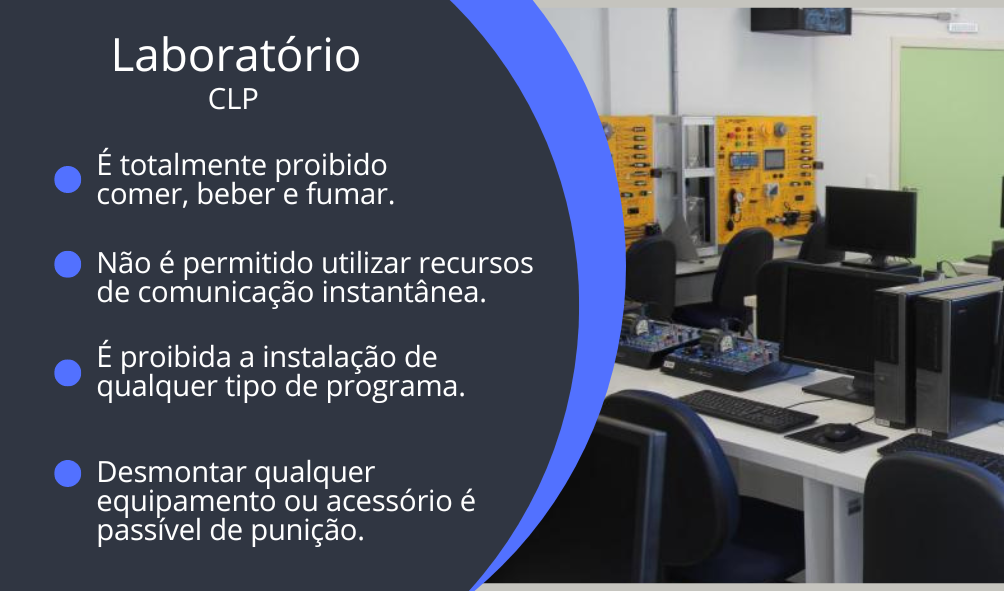 Laboratório
CLP
É totalmente proibido
comer, beber e fumar.
Não é permitido utilizar recursos
de comunicação instantânea.
É proibida a instalação de
qualquer tipo de programa.
Desmontar qualquer
equipamento ou acessório é
passível de punição.